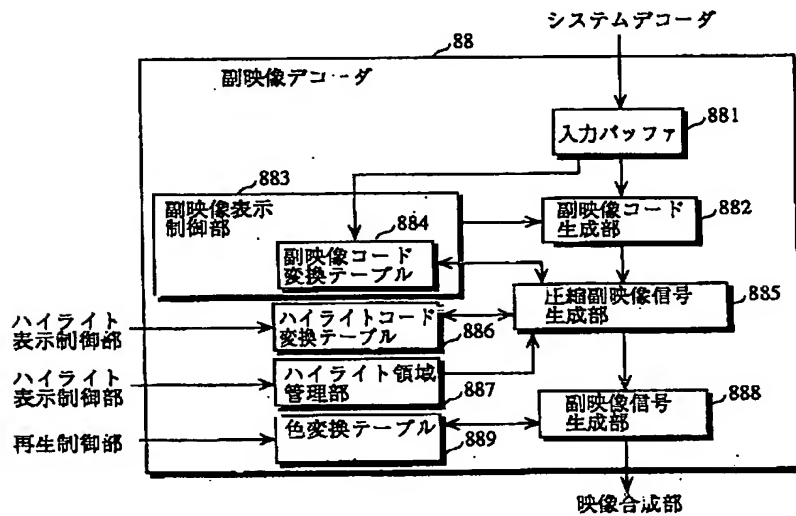 システムデコーダ
88
副映像デコーダ
881
入力バッファ
883
副映像表示
制御部
884
副映像コード
変換テーブル
副映像コード
生成部
882
圧縮副映像信号
生成部
885
ハイライト
表示制御部
ハイライトコード
変換テーブル
886
ハイライト
表示制御部
ハイライト領域
管理部
887
副映像信号
生成部
888
再生制御部
色変換テーブル
889
映像合成部